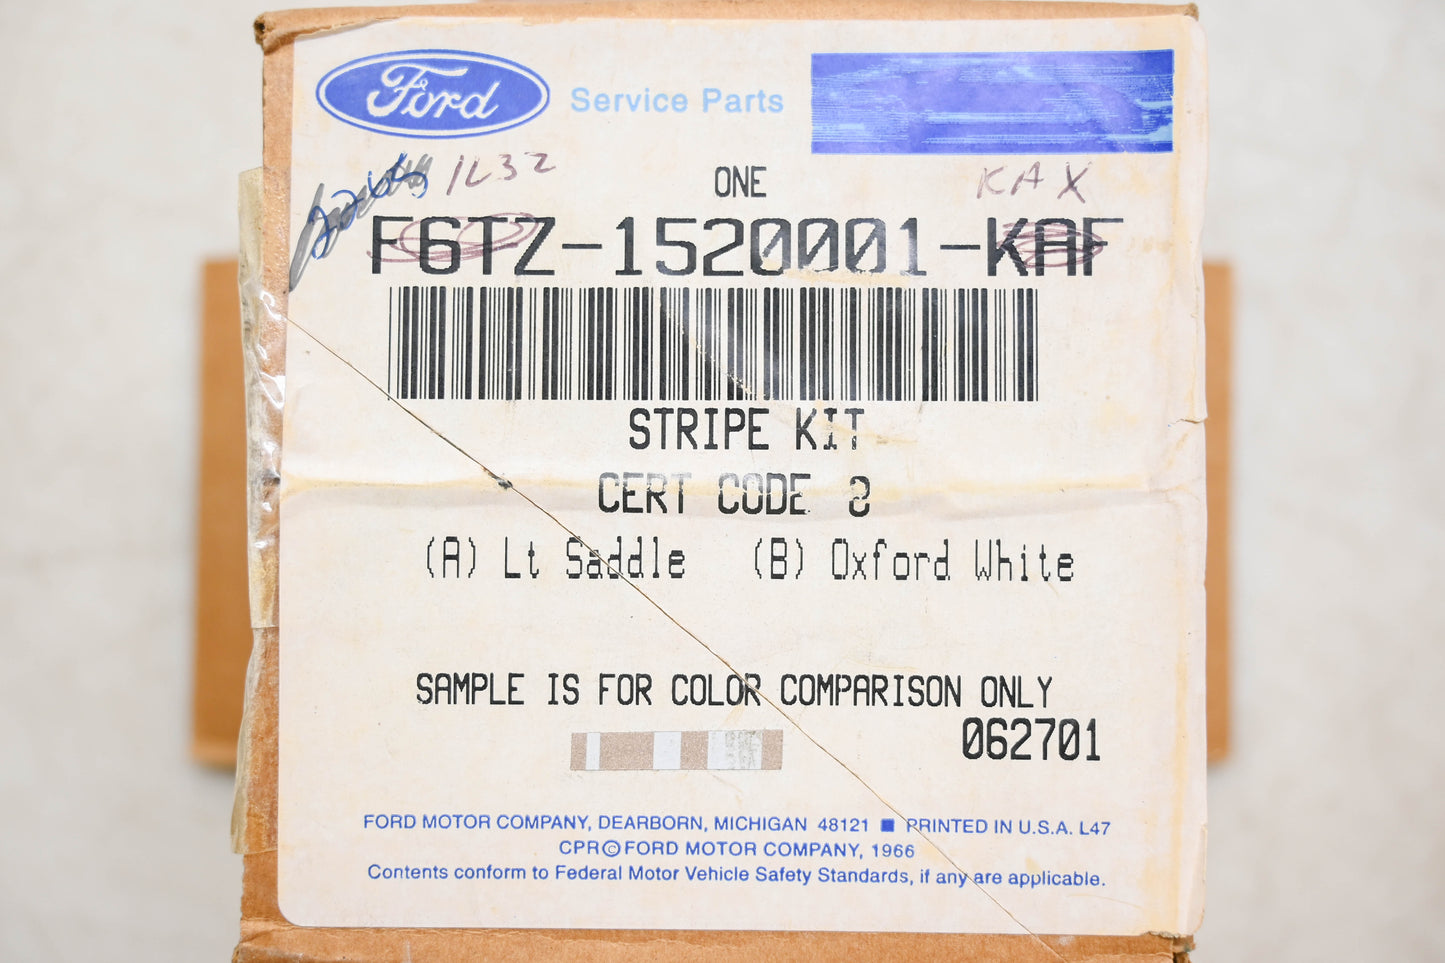 Ford Service Parts
1L32
ONE
KAX
F6TZ-1520001-KAF
STRIPE KIT
CERT CODE 8
(A) Lt Saddle (B) Oxford White
SAMPLE IS FOR COLOR COMPARISON ONLY
062701
FORD MOTOR COMPANY, DEARBORN, MICHIGAN 48121 ■ PRINTED IN U.S.A. L47
CPR©FORD MOTOR COMPANY, 1966
Contents conform to Federal Motor Vehicle Safety Standards, if any are applicable.